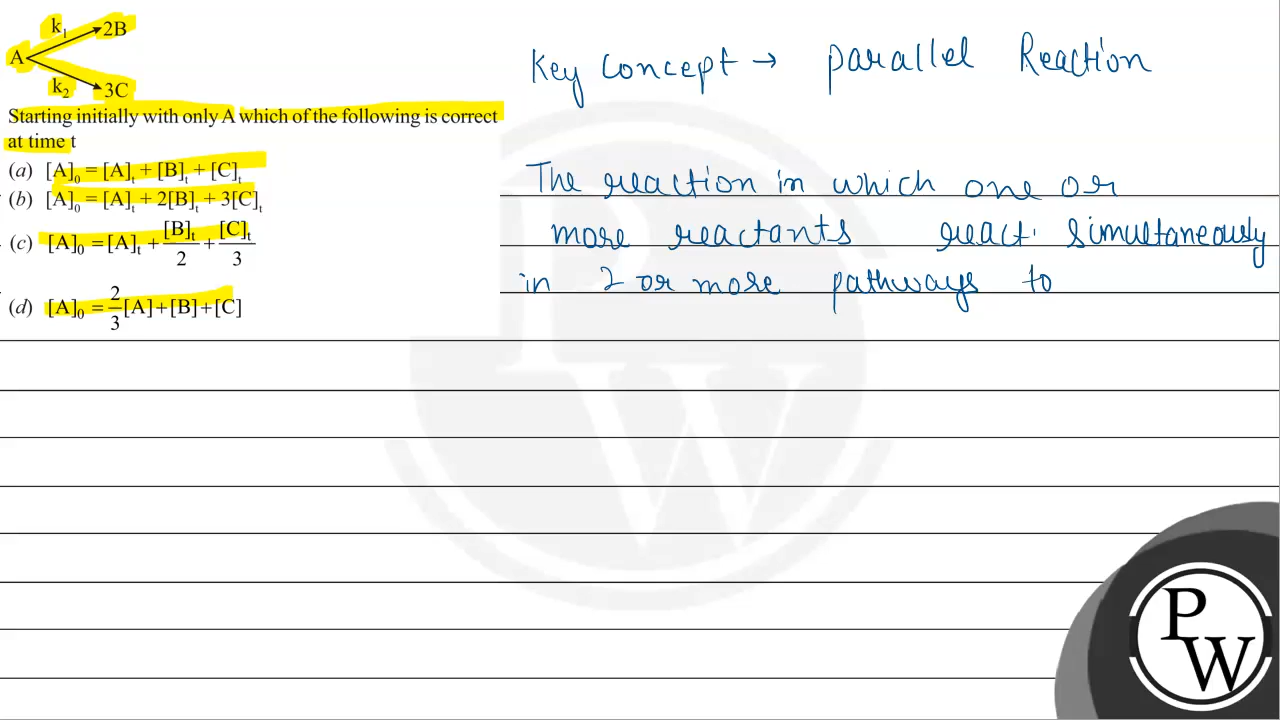 k₁
2B
A
k₂
3C
Starting initially with only A which of the following is correct
at time t
(a) [A]₀ = [A]ₜ + [B]ₜ + [C]ₜ
(b) [A]₀ = [A]ₜ + 2[B]ₜ + 3[C]ₜ
(c) [A]₀ = [A]ₜ + [B]ₜ/2 + [C]ₜ/3
(d) [A]₀ = 2/3[A]+[B]+[C]
Key concept → parallel Reaction
The reaction in which one or
more reactants react simultaneously
in 2 or more pathways to
PW
PW